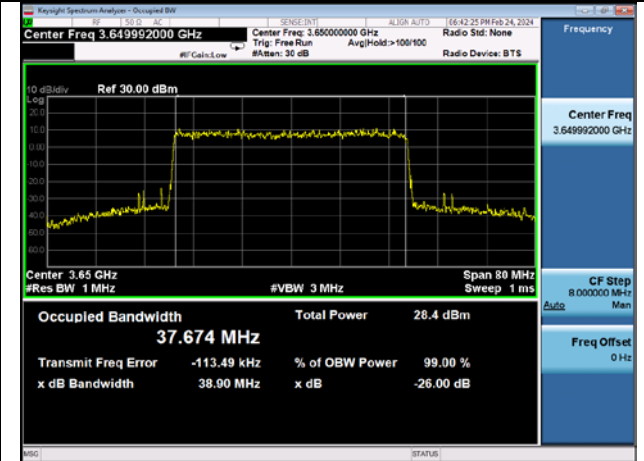 Keysight Spectrum Analyzer - Occupied BW
RF 50 Ω AC SENSE:INT ALIGN AUTO 06:42:25 PM Feb 24, 2024
Center Freq 3.649992000 GHz Center Freq: 3.650000000 GHz Radio Std: None
Trig: Free Run Avg|Hold:>100/100
#IFGain:Low #Atten: 30 dB Radio Device: BTS
10 dB/div Ref 30.00 dBm
Log
20.0
10.0
0.00
-10.0
-20.0
-30.0
-40.0
-50.0
-60.0
Center 3.65 GHz Span 80 MHz
#Res BW 1 MHz #VBW 3 MHz Sweep 1 ms
Occupied Bandwidth Total Power 28.4 dBm
37.674 MHz
Transmit Freq Error -113.49 kHz % of OBW Power 99.00 %
x dB Bandwidth 38.90 MHz x dB -26.00 dB
MSG STATUS
Frequency
Center Freq
3.649992000 GHz
CF Step
8.000000 MHz
Auto Man
Freq Offset
0 Hz